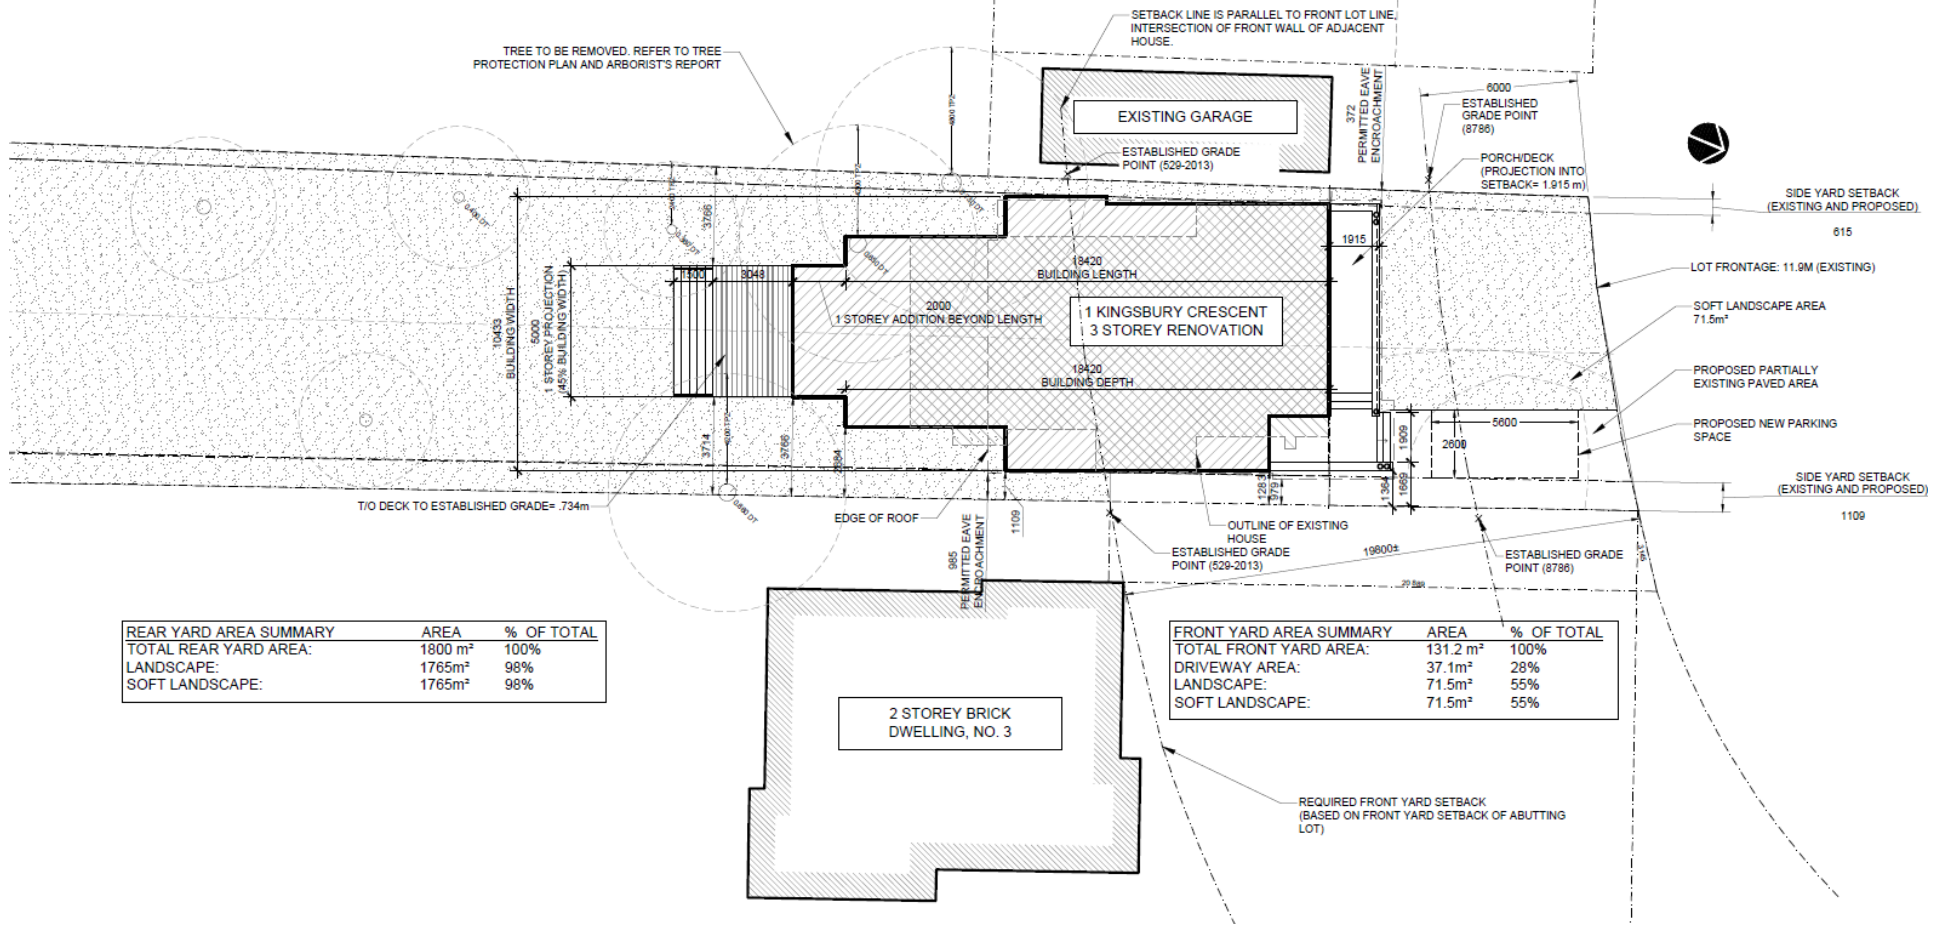 SETBACK LINE IS PARALLEL TO FRONT LOT LINE,
INTERSECTION OF FRONT WALL OF ADJACENT
HOUSE.
TREE TO BE REMOVED. REFER TO TREE
PROTECTION PLAN AND ARBORIST'S REPORT
EXISTING GARAGE
372
PERMITTED EAVE
ENCROACHMENT
6000
ESTABLISHED
GRADE POINT
(8786)
ESTABLISHED GRADE
POINT (529-2013)
PORCH/DECK
(PROJECTION INTO
SETBACK= 1.915 m)
SIDE YARD SETBACK
(EXISTING AND PROPOSED)
615
LOT FRONTAGE: 11.9M (EXISTING)
SOFT LANDSCAPE AREA
71.5m²
PROPOSED PARTIALLY
EXISTING PAVED AREA
PROPOSED NEW PARKING
SPACE
SIDE YARD SETBACK
(EXISTING AND PROPOSED)
1109
3766
1500
3048
18420
BUILDING LENGTH
1915
2000
1 STOREY ADDITION BEYOND LENGTH
1 KINGSBURY CRESCENT
3 STOREY RENOVATION
10433
BUILDING WIDTH
5000
1 STOREY PROJECTION
(45% BUILDING WIDTH)
18420
BUILDING DEPTH
5600
2600
1909
3714
3766
1283
979
1364
1669
T/O DECK TO ESTABLISHED GRADE= .734m
EDGE OF ROOF
985
PERMITTED EAVE
ENCROACHMENT
1109
OUTLINE OF EXISTING
HOUSE
ESTABLISHED GRADE
POINT (529-2013)
19800±
ESTABLISHED GRADE
POINT (8786)
REAR YARD AREA SUMMARY AREA % OF TOTAL
TOTAL REAR YARD AREA: 1800 m² 100%
LANDSCAPE: 1765m² 98%
SOFT LANDSCAPE: 1765m² 98%
FRONT YARD AREA SUMMARY AREA % OF TOTAL
TOTAL FRONT YARD AREA: 131.2 m² 100%
DRIVEWAY AREA: 37.1m² 28%
LANDSCAPE: 71.5m² 55%
SOFT LANDSCAPE: 71.5m² 55%
2 STOREY BRICK
DWELLING, NO. 3
REQUIRED FRONT YARD SETBACK
(BASED ON FRONT YARD SETBACK OF ABUTTING
LOT)